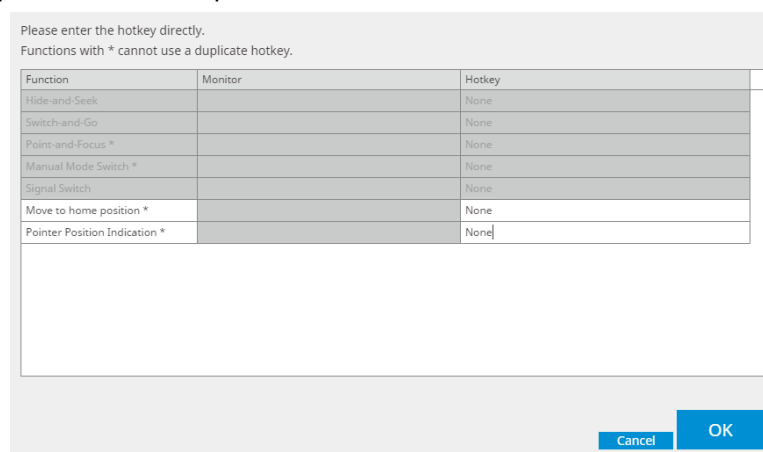 Please enter the hotkey directly.
Functions with * cannot use a duplicate hotkey.
Function Monitor Hotkey
Hide-and-Seek None
Switch-and-Go None
Point-and-Focus * None
Manual Mode Switch * None
Signal Switch None
Move to home position * None
Pointer Position Indication * None
Cancel OK